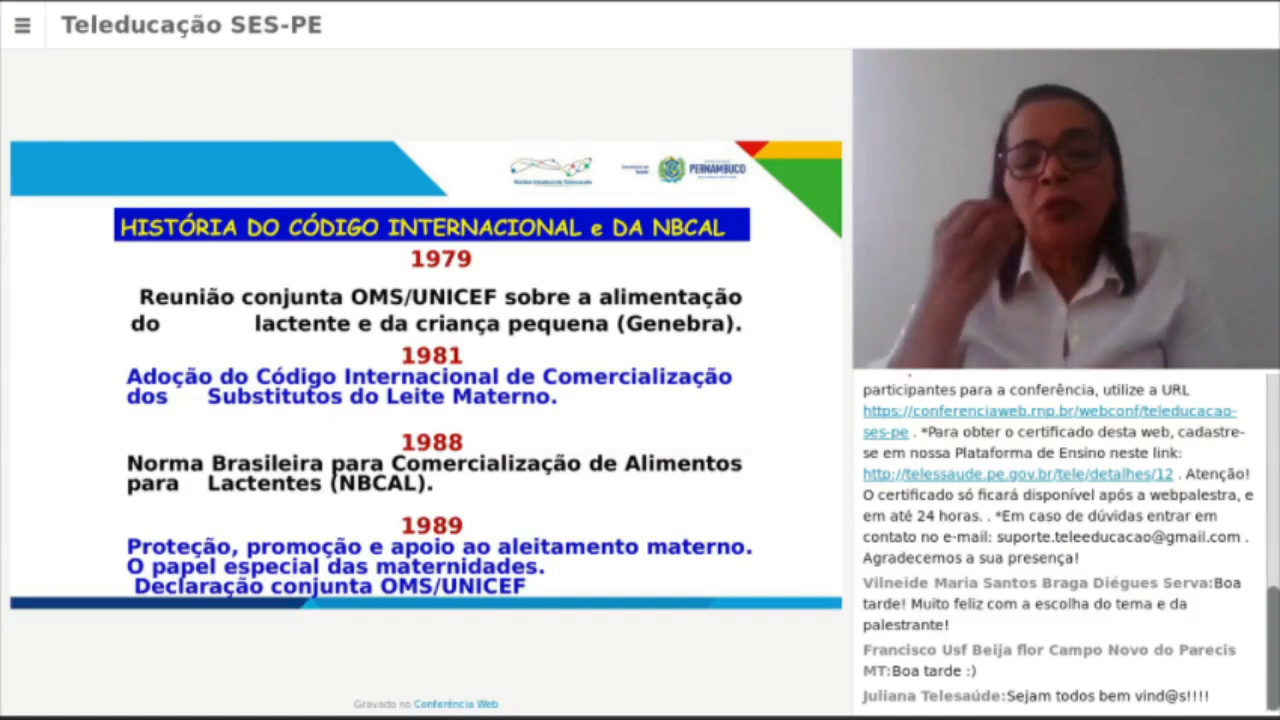 Teleducação SES-PE
Secretaria de
Saúde
PERNAMBUCO
HISTÓRIA DO CÓDIGO INTERNACIONAL e DA NBCAL
1979
Reunião conjunta OMS/UNICEF sobre a alimentação
do lactente e da criança pequena (Genebra).
1981
Adoção do Código Internacional de Comercialização
dos Substitutos do Leite Materno.
1988
Norma Brasileira para Comercialização de Alimentos
para Lactentes (NBCAL).
1989
Proteção, promoção e apoio ao aleitamento materno.
O papel especial das maternidades.
Declaração conjunta OMS/UNICEF
Gravado no Conferência Web
participantes para a conferência, utilize a URL
https://conferenciaweb.rnp.br/webconf/teleducacao-
ses-pe . *Para obter o certificado desta web, cadastre-
se em nossa Plataforma de Ensino neste link:
http://telessaude.pe.gov.br/tele/detalhes/12 . Atenção!
O certificado só ficará disponível após a webpalestra, e
em até 24 horas. . *Em caso de dúvidas entrar em
contato no e-mail: suporte.teleeducacao@gmail.com .
Agradecemos a sua presença!
Vilneide Maria Santos Braga Diégues Serva:Boa
tarde! Muito feliz com a escolha do tema e da
palestrante!
Francisco Usf Beija flor Campo Novo do Parecis
MT:Boa tarde :)
Juliana Telesaúde:Sejam todos bem vind@s!!!!